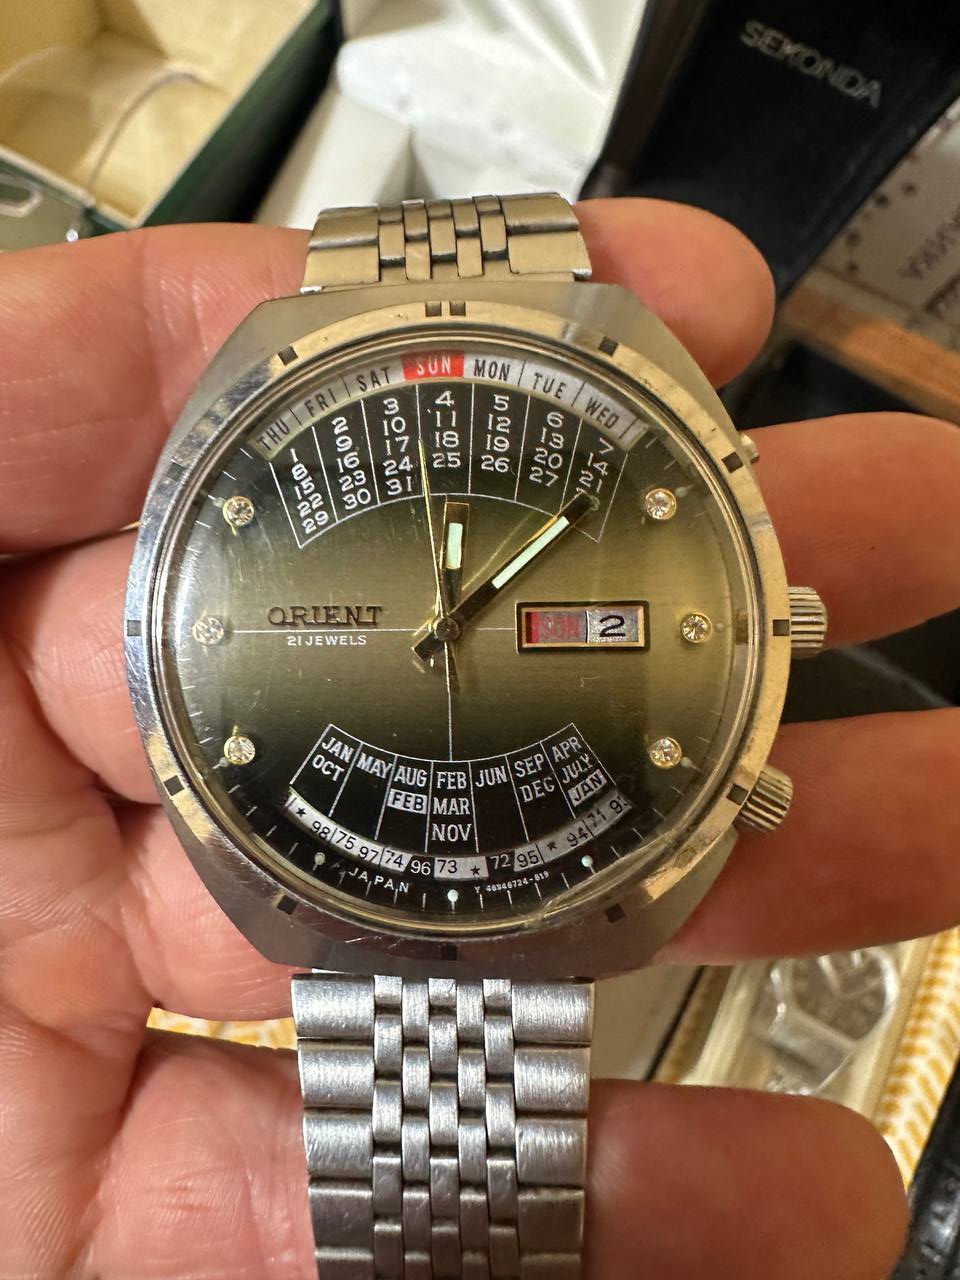 SEKONDA
THU FRI SAT SUN MON TUE WED
1 2 3 4 5 6 7
8 9 10 11 12 13 14
15 16 17 18 19 20 21
22 23 24 25 26 27
29 30 31
ORIENT
21 JEWELS
SUN 2
JAN MAY AUG FEB JUN SEP APR
OCT FEB MAR DEC JULY
NOV JAN
98 75 97 74 96 73 ★ 72 95 ★ 94 71
JAPAN
Y 46946724-819